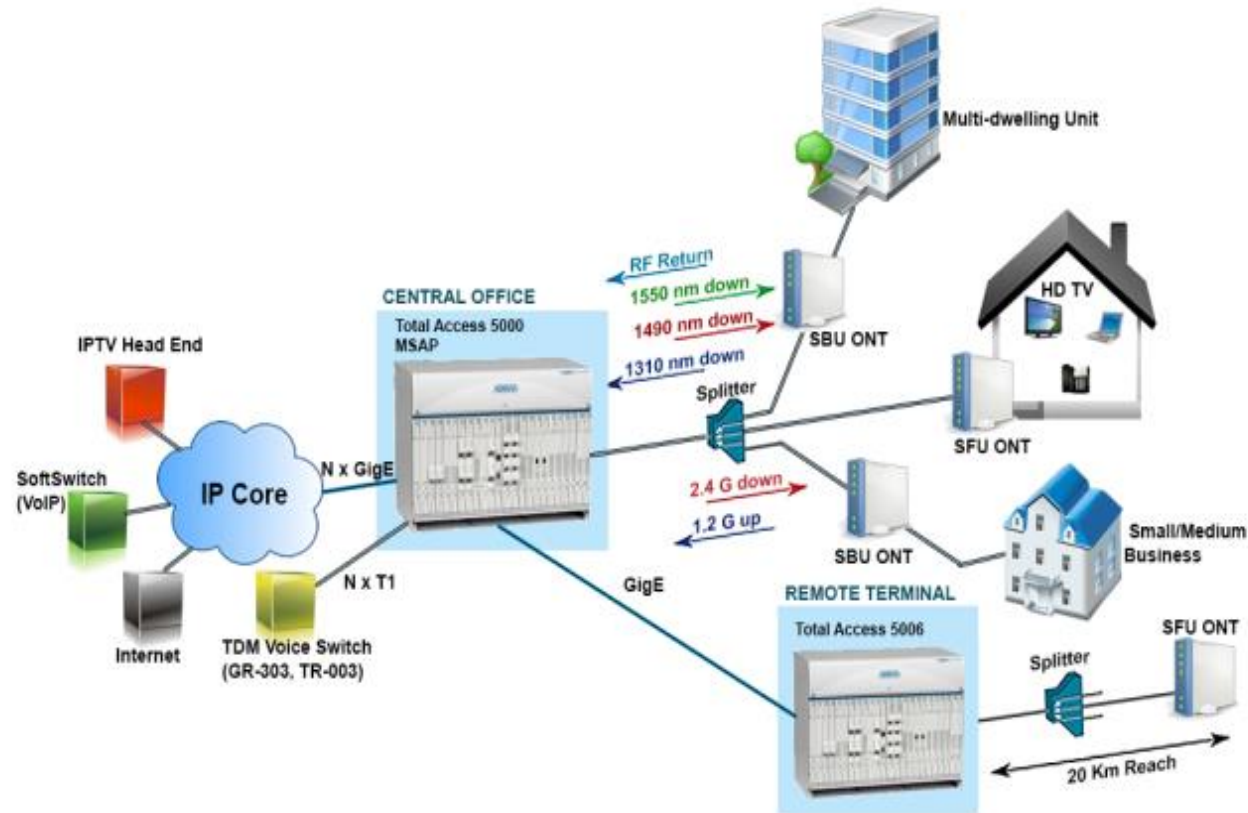 Multi-dwelling Unit
RF Return
1550 nm down
1490 nm down
1310 nm down
SBU ONT
HD TV
SFU ONT
CENTRAL OFFICE
Total Access 5000
MSAP
IPTV Head End
SoftSwitch
(VoIP)
IP Core
N x GigE
Splitter
2.4 G down
1.2 G up
SBU ONT
Small/Medium
Business
N x T1
Internet
TDM Voice Switch
(GR-303, TR-003)
GigE
REMOTE TERMINAL
Total Access 5006
Splitter
SFU ONT
20 Km Reach